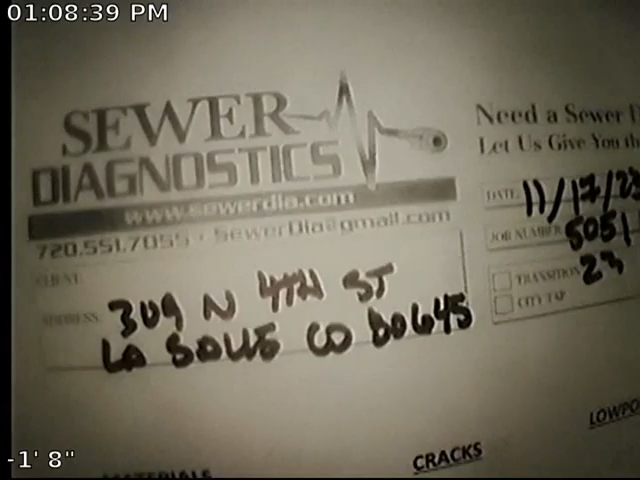 01:08:39 PM
SEWER
DIAGNOSTICS
www.sewerdia.com
720.551.7055 • SewerDia@gmail.com
Need a Sewer
Let Us Give You
CLIENT:
ADDRESS: 309 N 4TH ST
LA SALLE CO 80645
DATE: 11/17/23
JOB NUMBER 5051
23
TRANSITION
CITY TAP
LOWPO
CRACKS
MATERIALS
-1' 8"